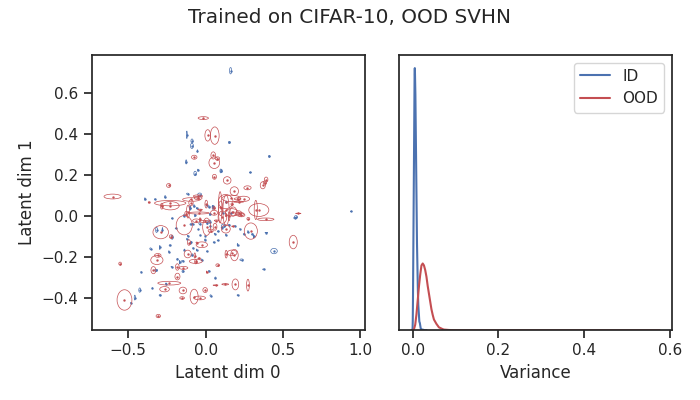 Trained on CIFAR-10, OOD SVHN
Latent dim 1
0.6
0.4
0.2
0.0
−0.2
−0.4
−0.5 0.0 0.5 1.0
Latent dim 0
ID
OOD
0.0 0.2 0.4 0.6
Variance